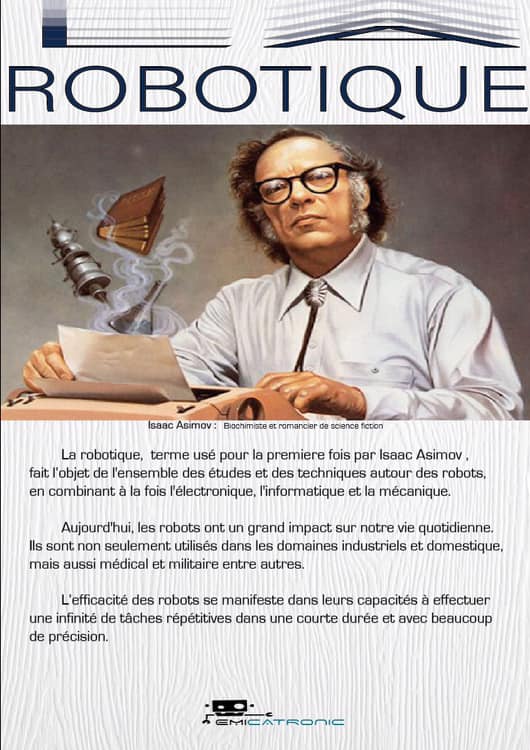 ROBOTIQUE
Isaac Asimov : Biochimiste et romancier de science fiction
La robotique, terme usé pour la premiere fois par Isaac Asimov ,
fait l'objet de l'ensemble des études et des techniques autour des robots,
en combinant à la fois l'électronique, l'informatique et la mécanique.
Aujourd'hui, les robots ont un grand impact sur notre vie quotidienne.
Ils sont non seulement utilisés dans les domaines industriels et domestique,
mais aussi médical et militaire entre autres.
L'efficacité des robots se manifeste dans leurs capacités à effectuer
une infinité de tâches répétitives dans une courte durée et avec beaucoup
de précision.
EMICATRONIC